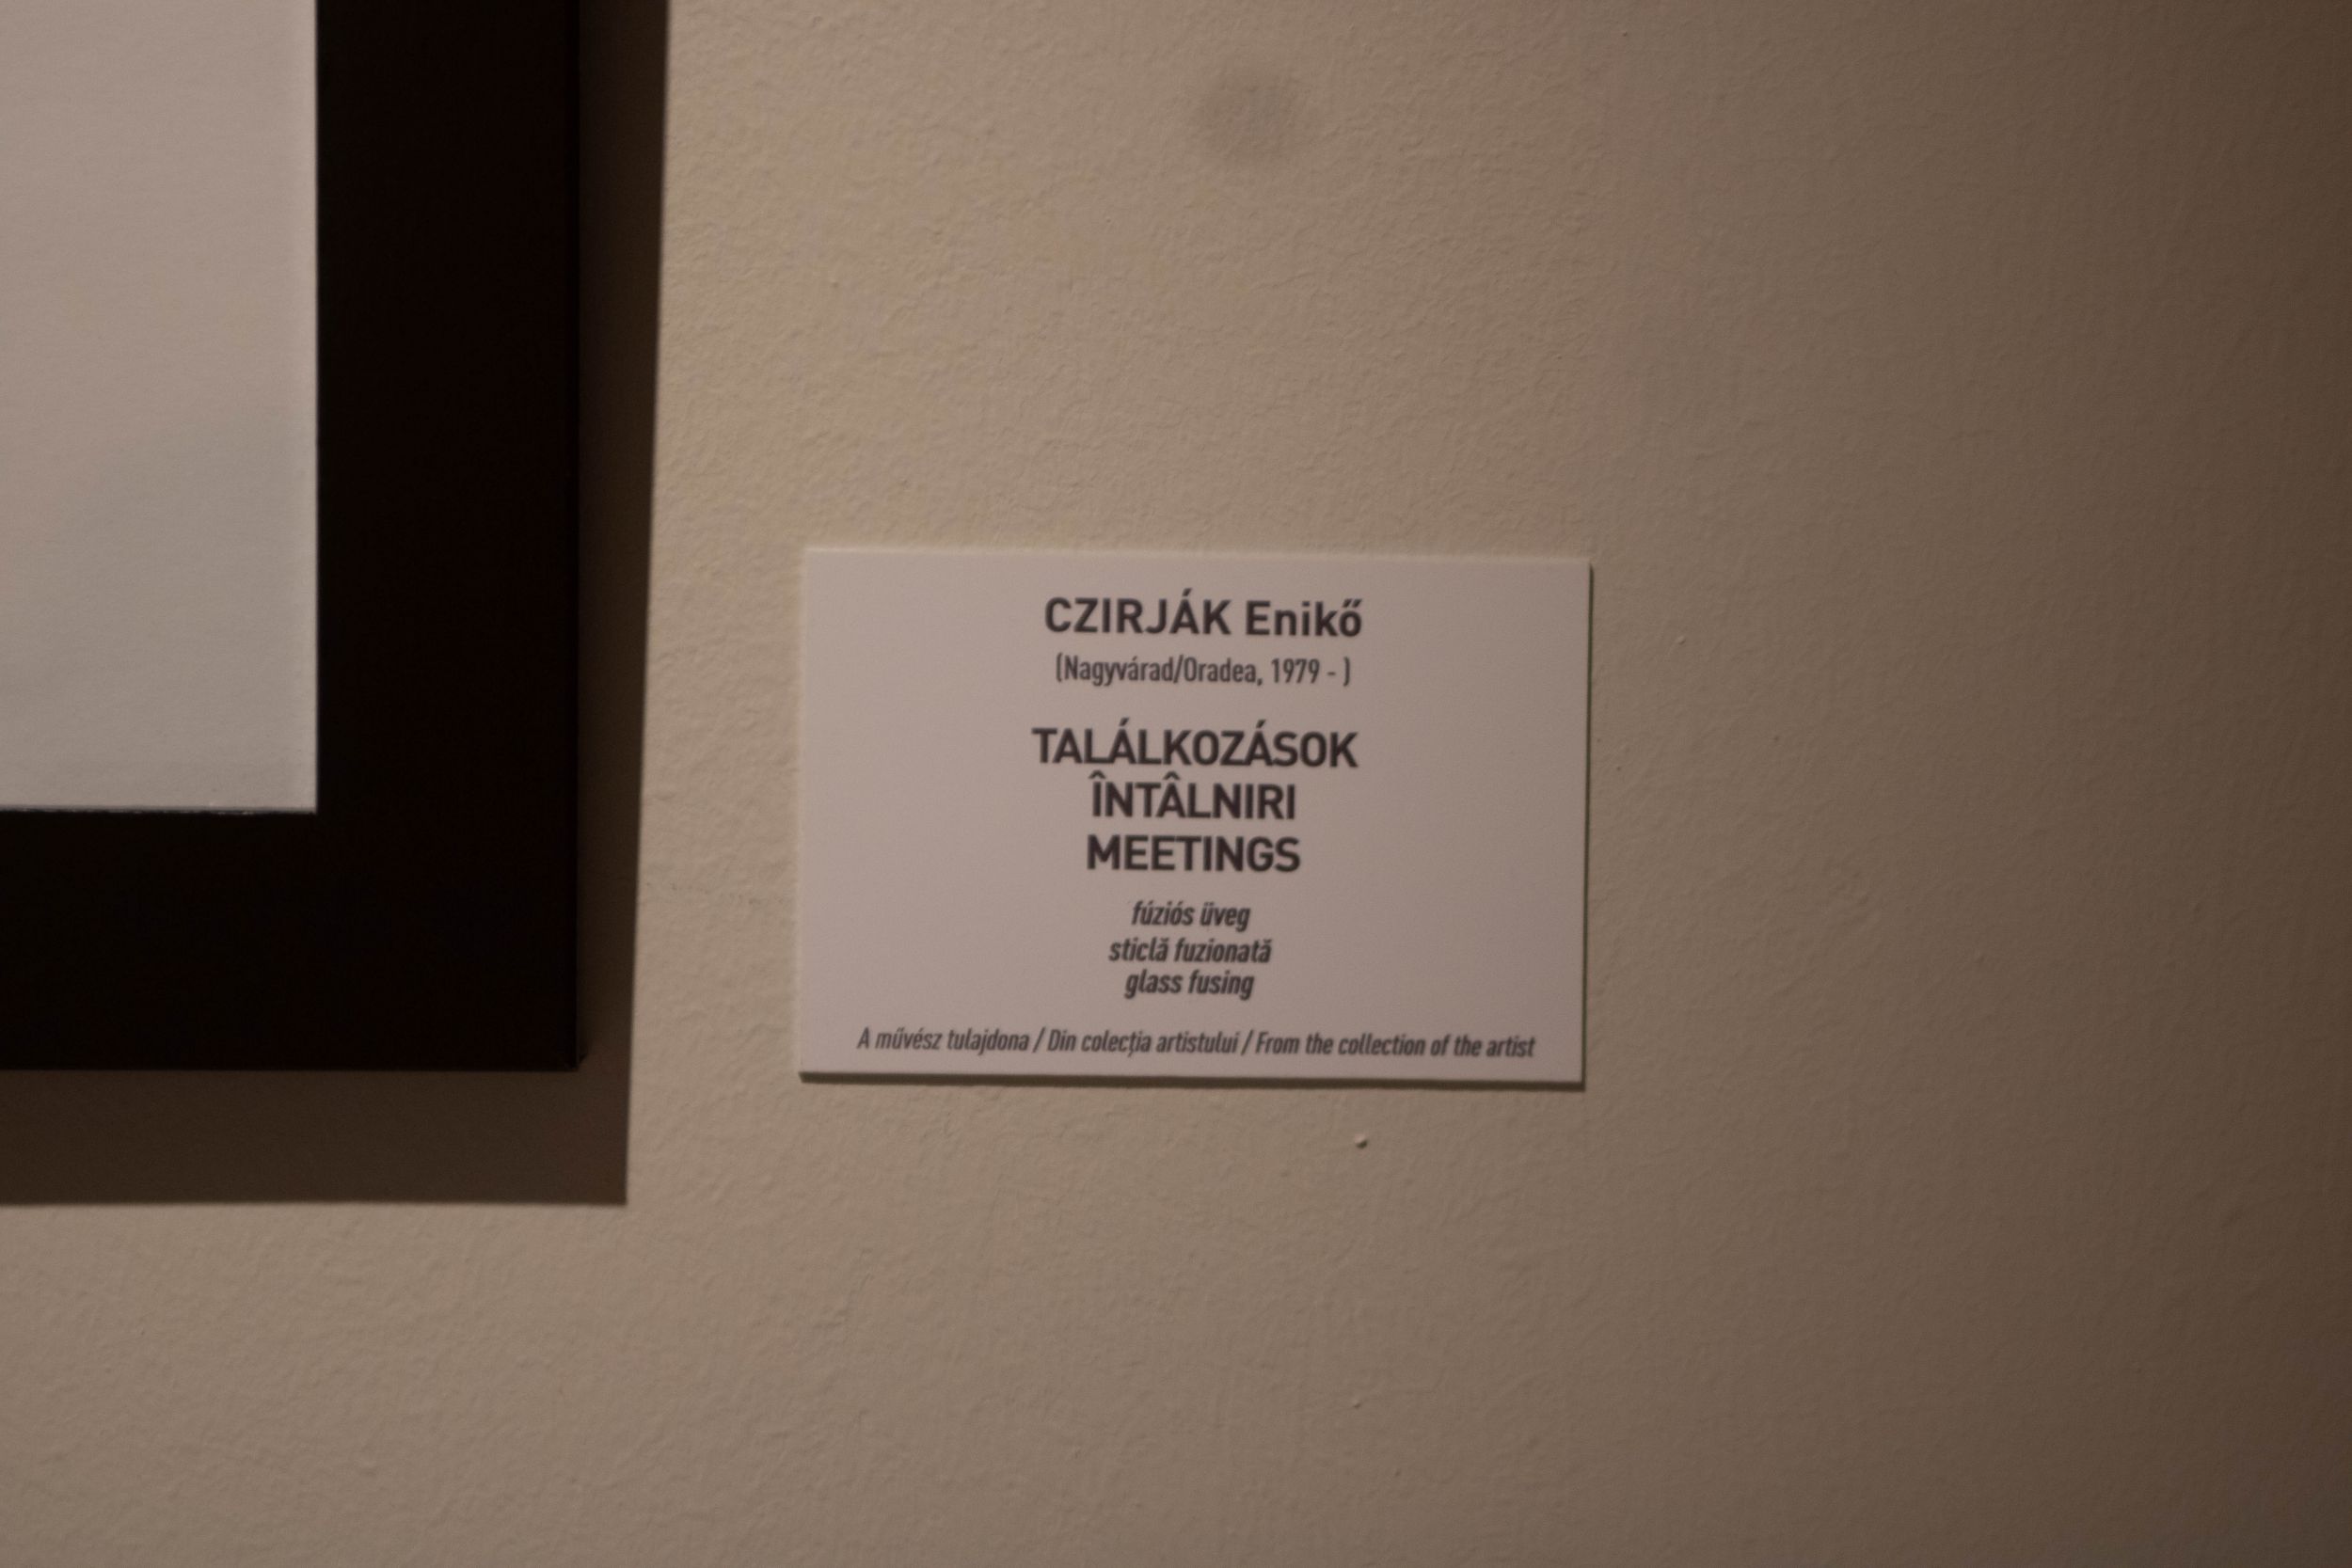 CZIRJÁK Enikő
(Nagyvárad/Oradea, 1979 - )
TALÁLKOZÁSOK
ÎNTÂLNIRI
MEETINGS
fúziós üveg
sticlă fuzionată
glass fusing
A művész tulajdona / Din colecția artistului / From the collection of the artist